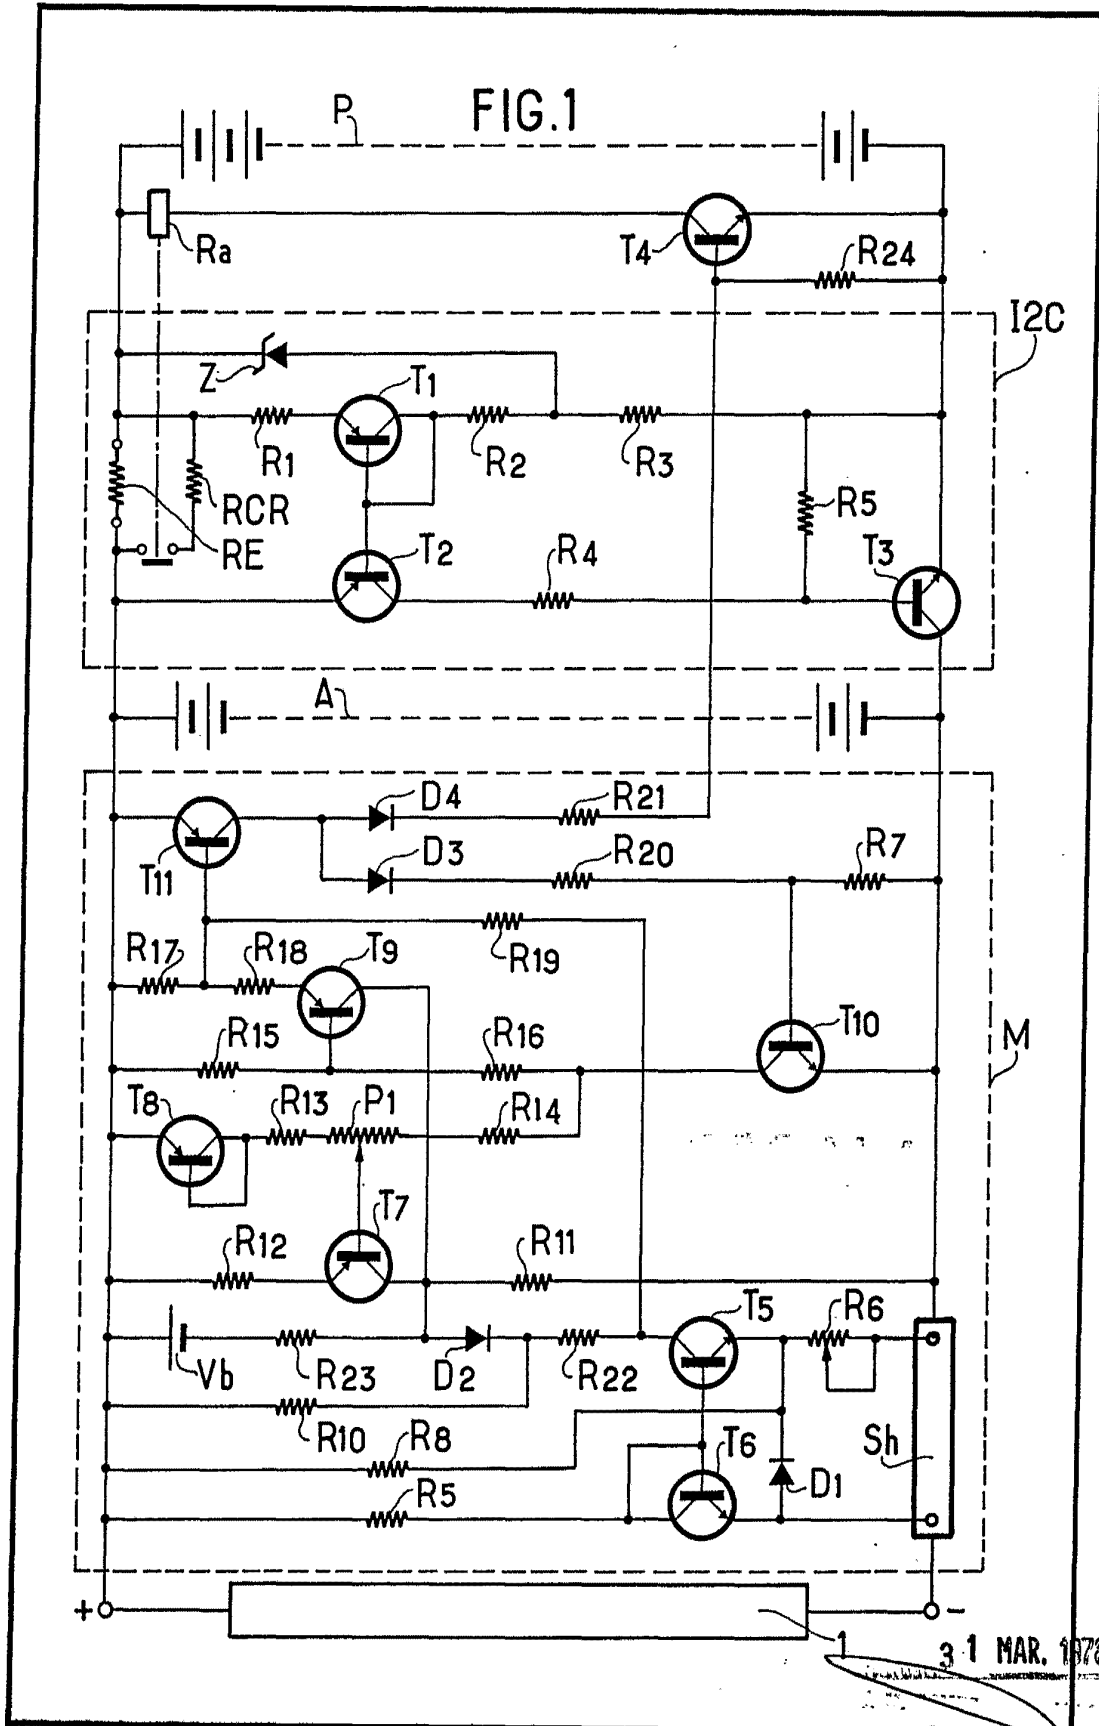 FIG.1
P
Ra
T4
R24
I2C
Z
T1
R1
R2
R3
RCR
R5
RE
T2
R4
T3
A
D4
R21
T11
D3
R20
R7
R17
R18
T9
R19
R15
R16
T10
M
T8
R13
P1
R14
T7
R12
R11
T5
R6
Vb
R23
D2
R22
R10
R8
T6
Sh
D1
R5
+
-
1
31 MAR. 1978